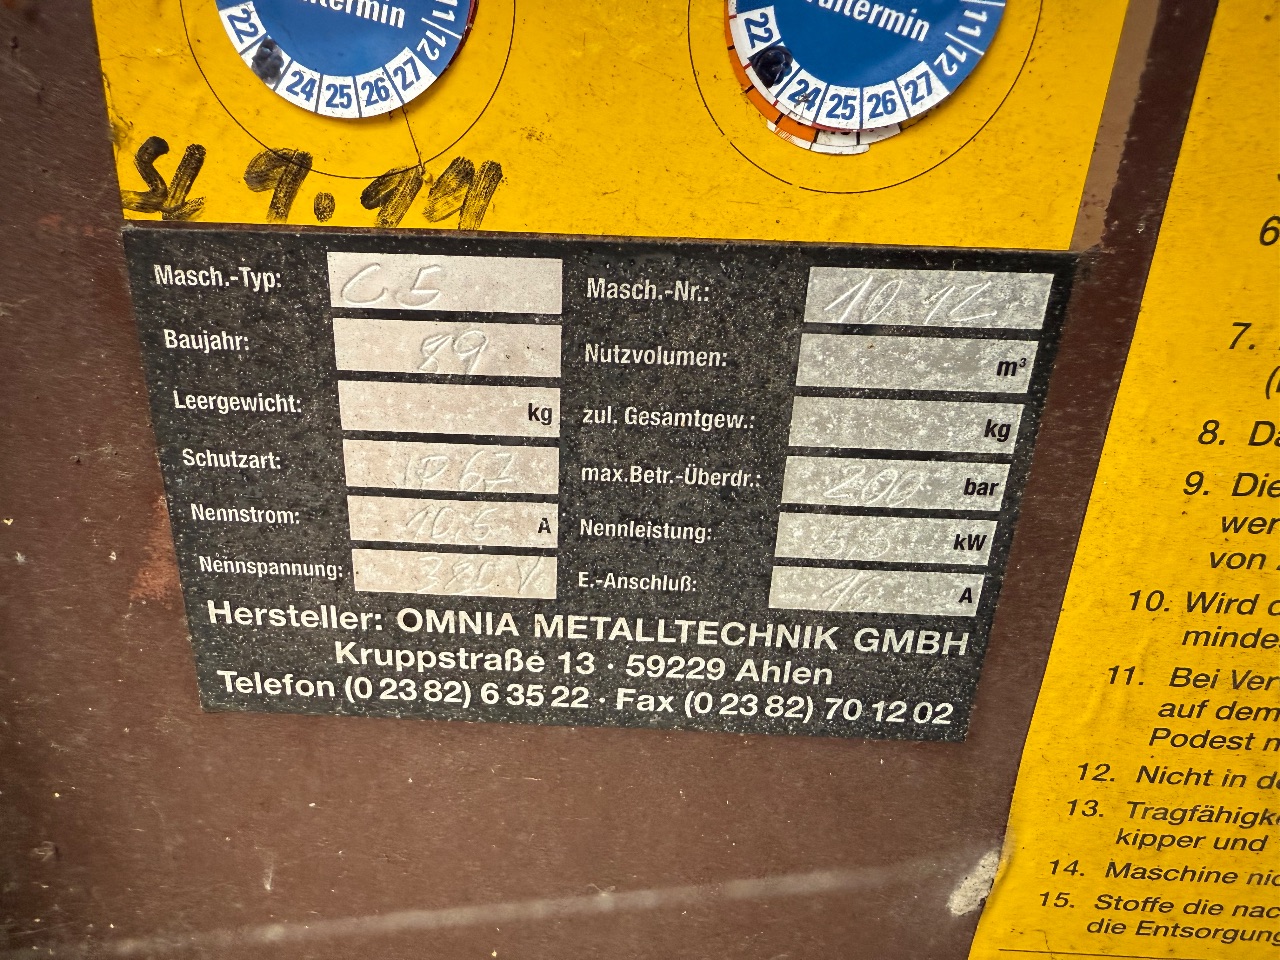 22 24 25 26 27 11/12
22 24 25 26 27 11/12
Masch.-Typ: C5 Masch.-Nr.: 1012
Baujahr: 89 Nutzvolumen: m³
Leergewicht: kg zul. Gesamtgew.: kg
Schutzart: IP 67 max.Betr.-Überdr.: 200 bar
Nennstrom: 10,5 A Nennleistung: kW
Nennspannung: 380 V E.-Anschluß: 16 A
Hersteller: OMNIA METALLTECHNIK GMBH
Kruppstraße 13 · 59229 Ahlen
Telefon (0 23 82) 6 35 22 · Fax (0 23 82) 70 12 02
6
7.
8. Da
9. Die
wer
von
10. Wird d
minde
11. Bei Ver
auf dem
Podest n
12. Nicht in de
13. Tragfähigke
kipper und
14. Maschine nic
15. Stoffe die nac
die Entsorgung